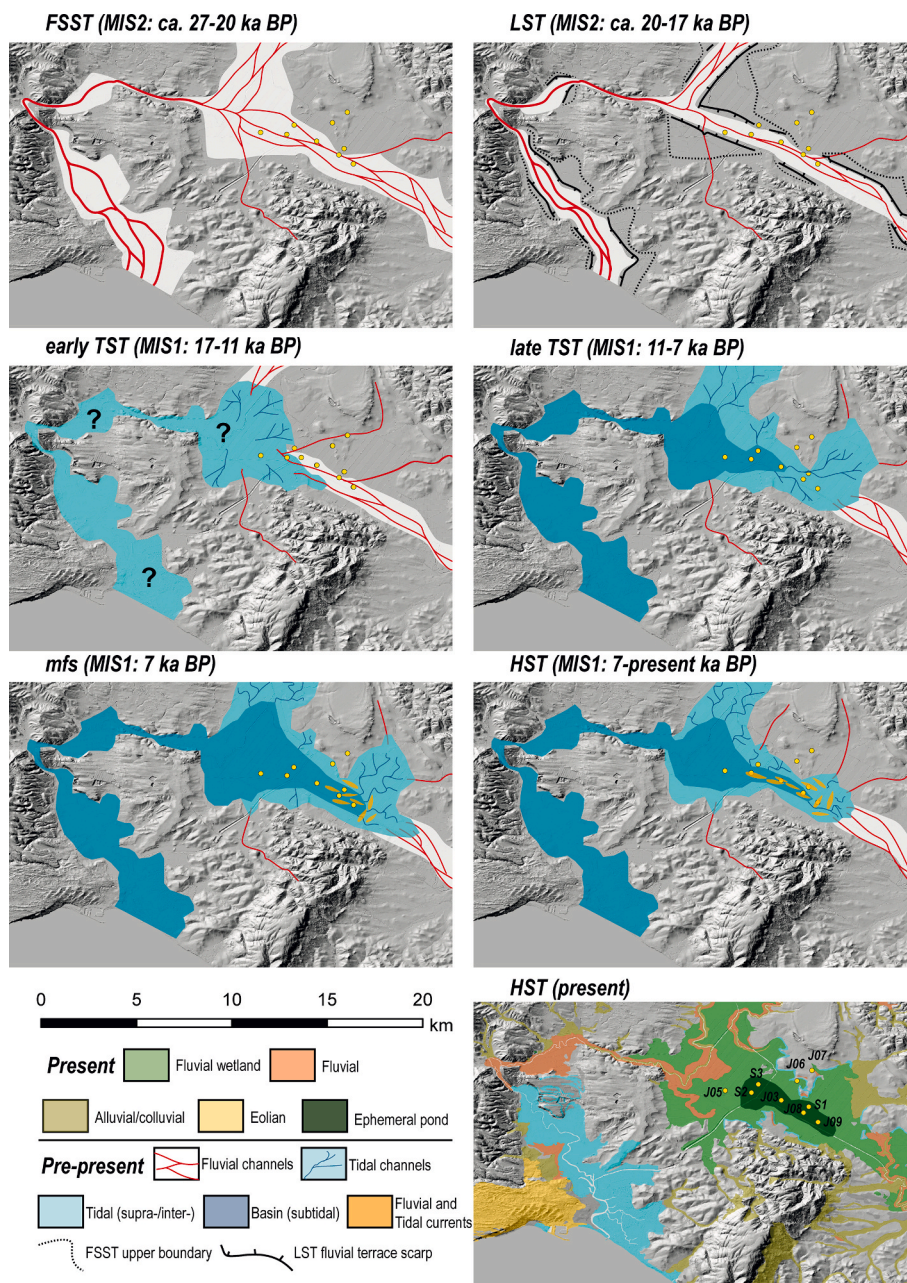 FSST (MIS2: ca. 27-20 ka BP)
LST (MIS2: ca. 20-17 ka BP)
early TST (MIS1: 17-11 ka BP)
late TST (MIS1: 11-7 ka BP)
?
?
?
mfs (MIS1: 7 ka BP)
HST (MIS1: 7-present ka BP)
HST (present)
J07
J06
S3
J05
S2
J03
S1
J08
J09
0 5 10 15 20
km
Present
Fluvial wetland
Fluvial
Alluvial/colluvial
Eolian
Ephemeral pond
Pre-present
Fluvial channels
Tidal channels
Tidal (supra-/inter-)
Basin (subtidal)
Fluvial and
Tidal currents
FSST upper boundary
LST fluvial terrace scarp